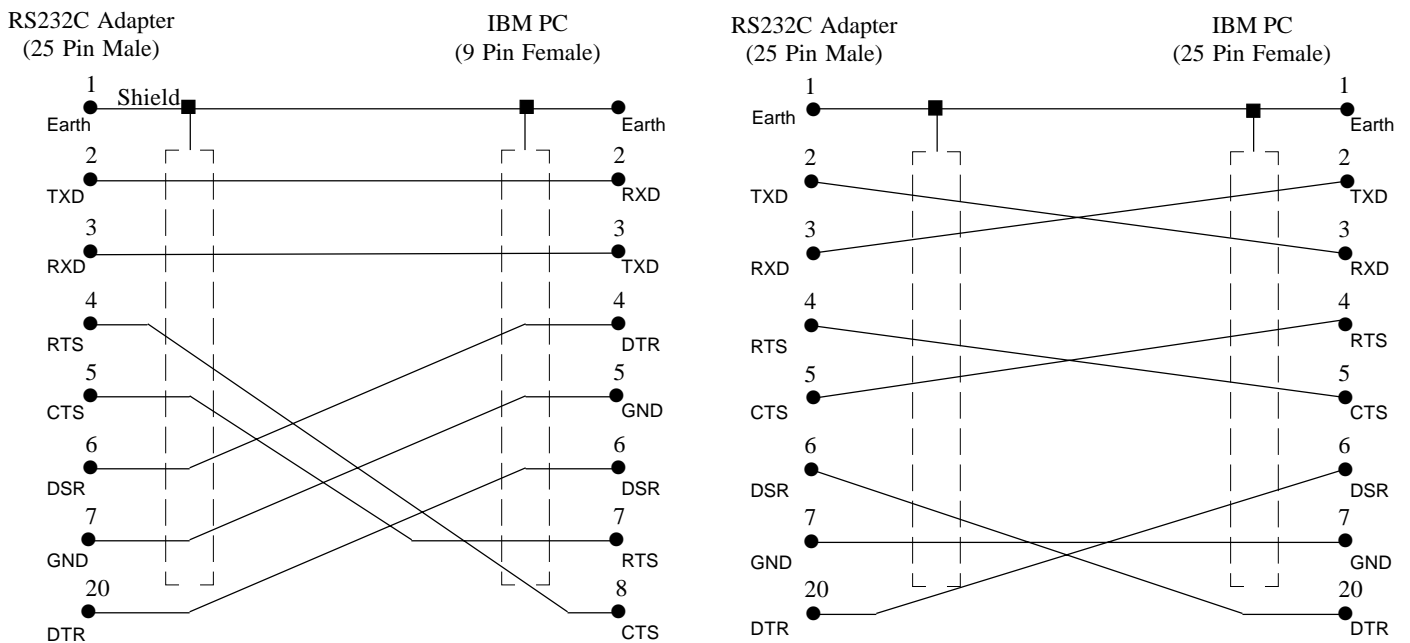 RS232C Adapter
(25 Pin Male)
IBM PC
(9 Pin Female)
1
Shield
Earth
Earth
2
2
TXD
RXD
3
3
RXD
TXD
4
4
RTS
DTR
5
5
CTS
GND
6
6
DSR
DSR
7
7
GND
RTS
20
8
DTR
CTS
RS232C Adapter
(25 Pin Male)
IBM PC
(25 Pin Female)
1
1
Earth
Earth
2
2
TXD
TXD
3
3
RXD
RXD
4
4
RTS
RTS
5
5
CTS
CTS
6
6
DSR
DSR
7
7
GND
GND
20
20
DTR
DTR